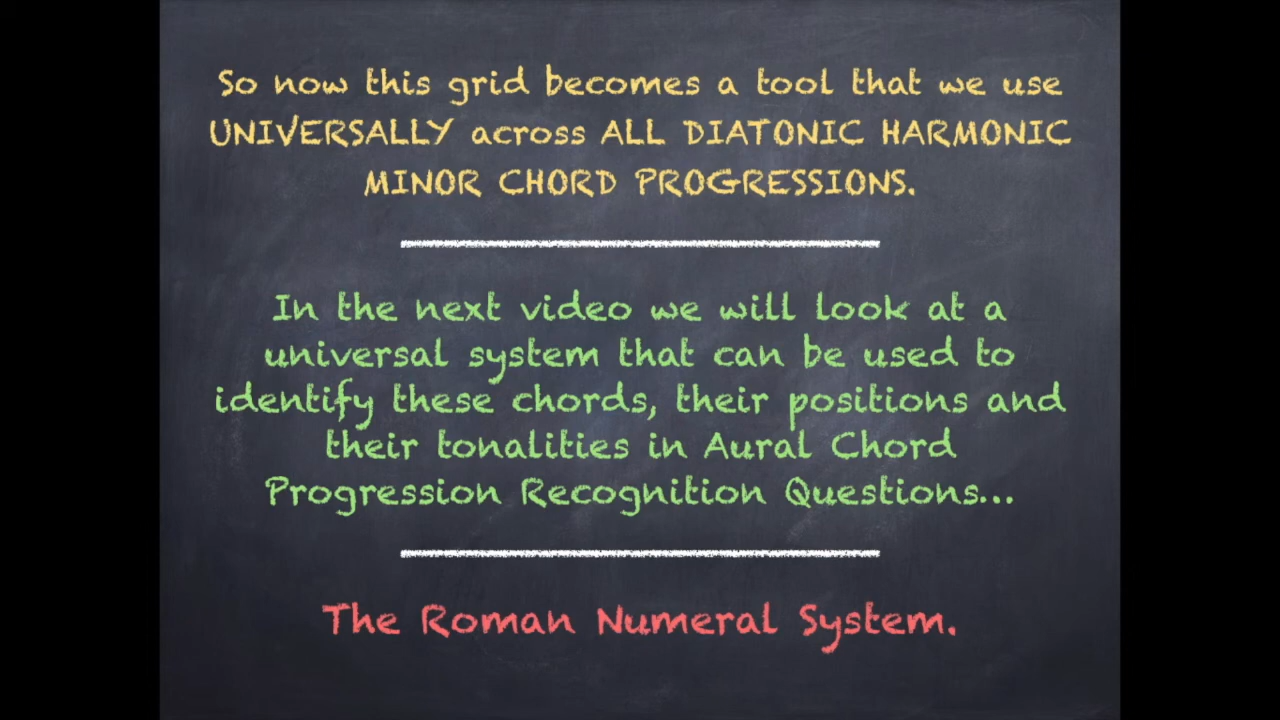 So now this grid becomes a tool that we use
UNIVERSALLY across ALL DIATONIC HARMONIC
MINOR CHORD PROGRESSIONS.
In the next video we will look at a
universal system that can be used to
identify these chords, their positions and
their tonalities in Aural Chord
Progression Recognition Questions...
The Roman Numeral System.